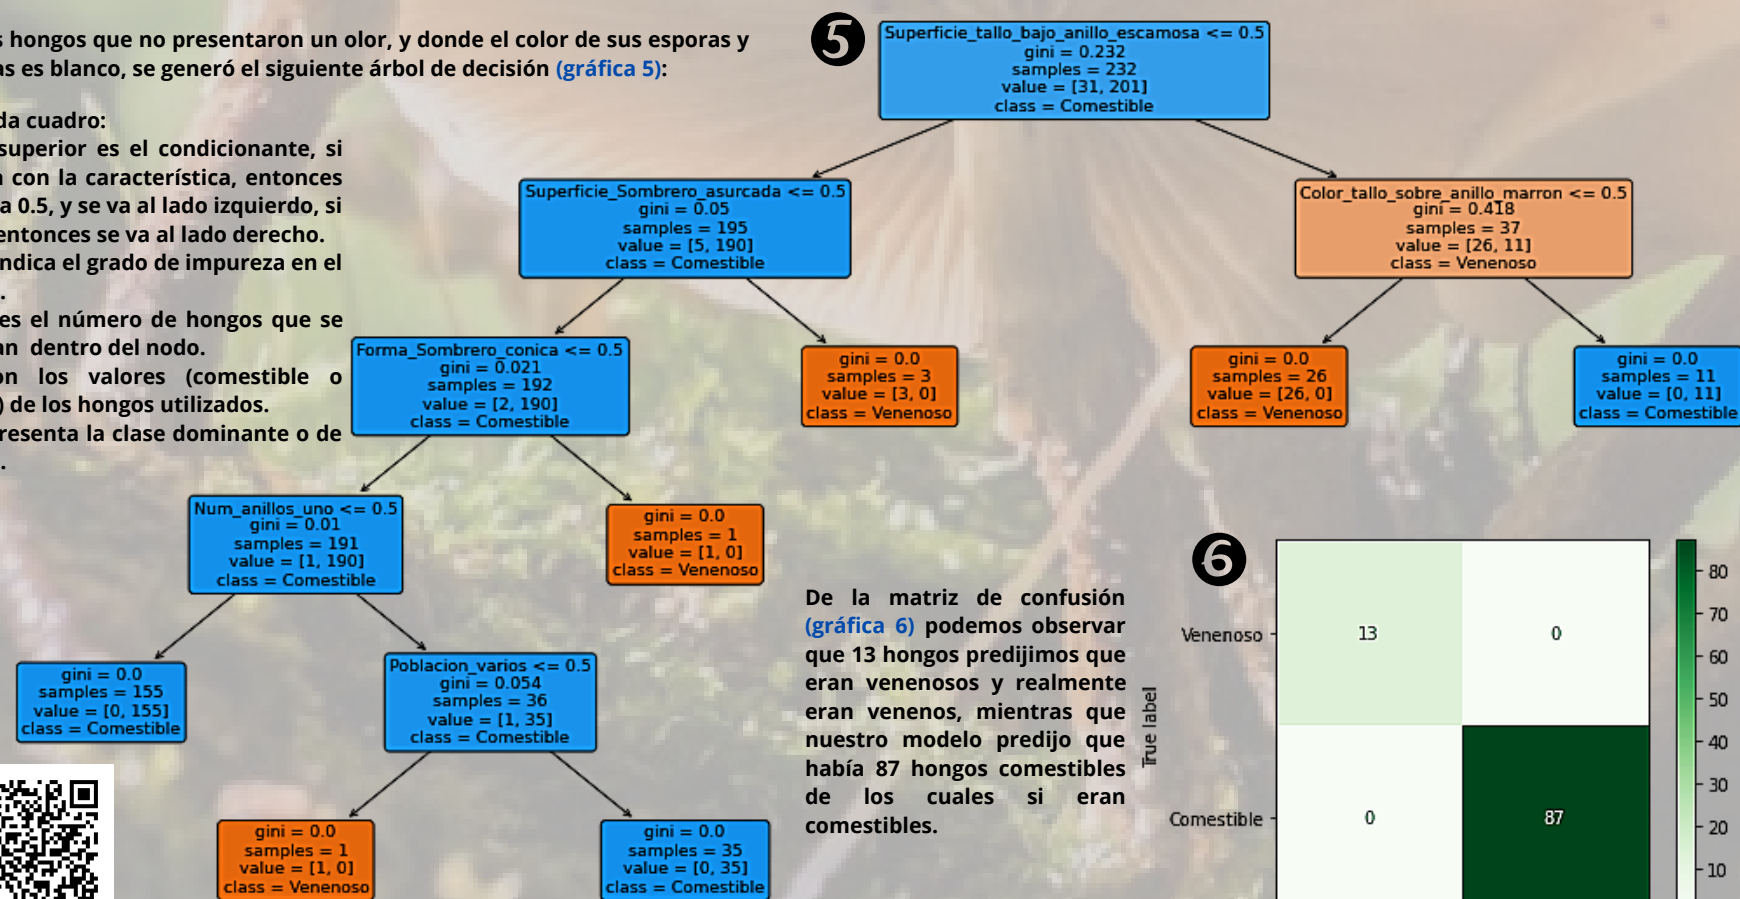 s hongos que no presentaron un olor, y donde el color de sus esporas y
as es blanco, se generó el siguiente árbol de decisión (gráfica 5):
da cuadro:
superior es el condicionante, si
con la característica, entonces
a 0.5, y se va al lado izquierdo, si
entonces se va al lado derecho.
ndica el grado de impureza en el
.
es el número de hongos que se
an dentro del nodo.
on los valores (comestible o
) de los hongos utilizados.
presenta la clase dominante o de
.
5
Superficie_tallo_bajo_anillo_escamosa <= 0.5
gini = 0.232
samples = 232
value = [31, 201]
class = Comestible
Superficie_Sombrero_asurcada <= 0.5
gini = 0.05
samples = 195
value = [5, 190]
class = Comestible
Color_tallo_sobre_anillo_marron <= 0.5
gini = 0.418
samples = 37
value = [26, 11]
class = Venenoso
Forma_Sombrero_conica <= 0.5
gini = 0.021
samples = 192
value = [2, 190]
class = Comestible
gini = 0.0
samples = 3
value = [3, 0]
class = Venenoso
gini = 0.0
samples = 26
value = [26, 0]
class = Venenoso
gini = 0.0
samples = 11
value = [0, 11]
class = Comestible
Num_anillos_uno <= 0.5
gini = 0.01
samples = 191
value = [1, 190]
class = Comestible
gini = 0.0
samples = 1
value = [1, 0]
class = Venenoso
gini = 0.0
samples = 155
value = [0, 155]
class = Comestible
Poblacion_varios <= 0.5
gini = 0.054
samples = 36
value = [1, 35]
class = Comestible
gini = 0.0
samples = 1
value = [1, 0]
class = Venenoso
gini = 0.0
samples = 35
value = [0, 35]
class = Comestible
De la matriz de confusión
(gráfica 6) podemos observar
que 13 hongos predijimos que
eran venenosos y realmente
eran venenos, mientras que
nuestro modelo predijo que
había 87 hongos comestibles
de los cuales si eran
comestibles.
6
True label
Venenoso
13
0
Comestible
0
87
80
70
60
50
40
30
20
10